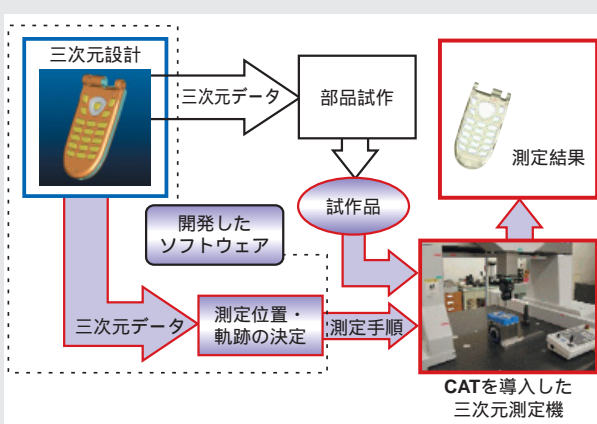 三次元設計
三次元データ
部品試作
測定結果
試作品
開発した
ソフトウェア
三次元データ
測定位置・
軌跡の決定
測定手順
CATを導入した
三次元測定機